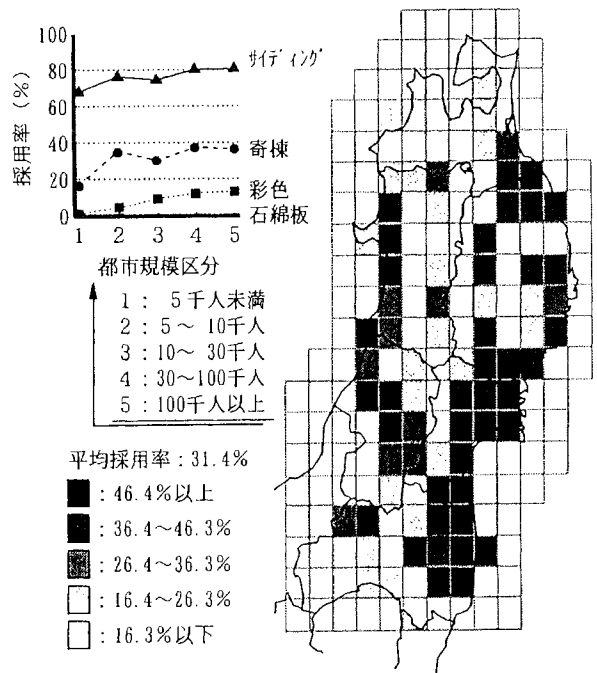 採用率 (%)
100
80
60
40
20
0
サイディング
寄棟
彩色
石綿板
1 2 3 4 5
都市規模区分
1 : 5千人未満
2 : 5～10千人
3 : 10～30千人
4 : 30～100千人
5 : 100千人以上
平均採用率 : 31.4%
: 46.4%以上
: 36.4～46.3%
: 26.4～36.3%
: 16.4～26.3%
: 16.3%以下